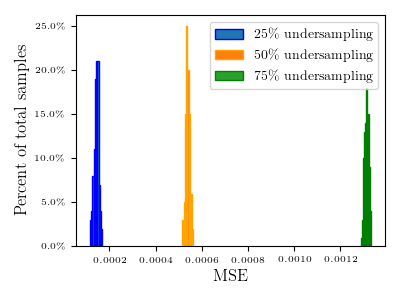 25.0%
20.0%
15.0%
10.0%
5.0%
0.0%
Percent of total samples
25% undersampling
50% undersampling
75% undersampling
0.0002 0.0004 0.0006 0.0008 0.0010 0.0012
MSE